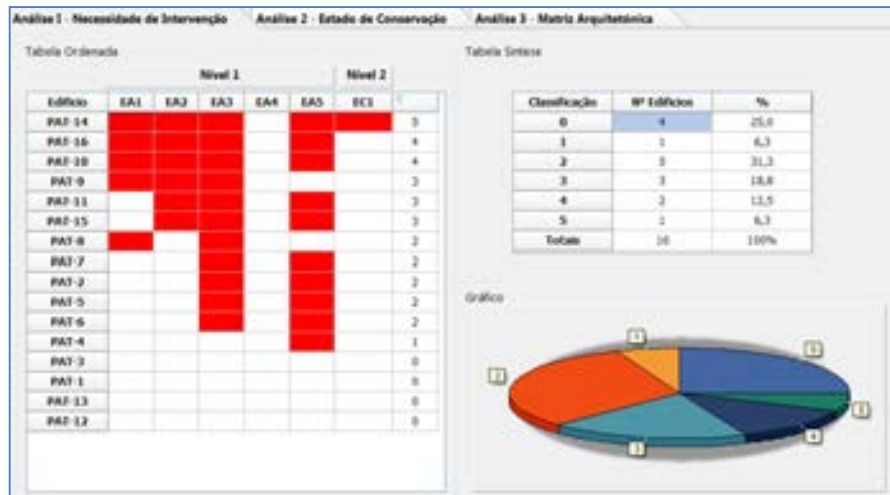 Análise I - Necessidade de Intervenção Análise 2 - Estado de Conservação Análise 3 - Matriz Arquitetónica
Tabela Ordenada
Nível 1 Nível 2
Edifício EA1 EA2 EA3 EA4 EA5 EC1
PAT-14 5
PAT-16 4
PAT-10 4
PAT-9 3
PAT-11 3
PAT-15 3
PAT-8 2
PAT-7 2
PAT-2 2
PAT-5 2
PAT-6 2
PAT-4 1
PAT-3 0
PAT-1 0
PAT-13 0
PAT-12 0
Tabela Síntese
Classificação Nº Edifícios %
0 4 25,0
1 1 6,3
2 5 31,3
3 3 18,8
4 2 12,5
5 1 6,3
Totais 16 100%
Gráfico
2
3
4